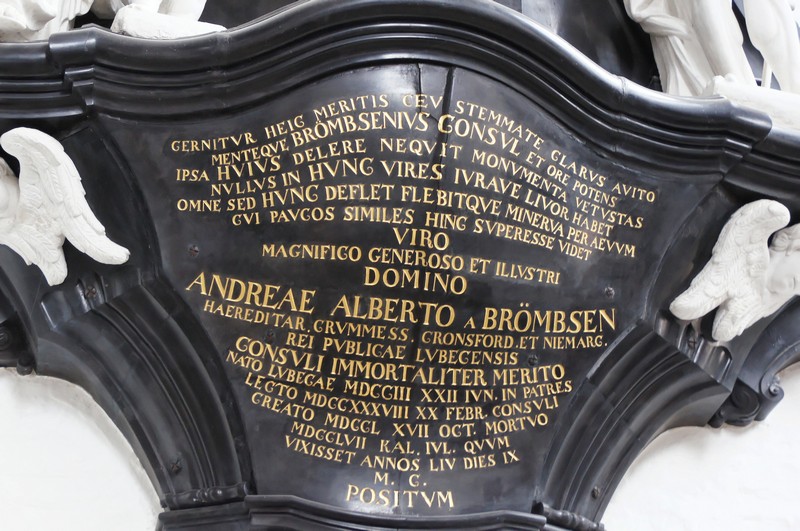 CERNITVR HEIC MERITIS CEV STEMMATE CLARVS AVITO
MENTEQVE BRÖMBSENIVS CONSVL ET ORE POTENS
IPSA HVIVS DELERE NEQVIT MONVMENTA VETVSTAS
NVLLVS IN HVNC VIRES IVRAVE LIVOR HABET
OMNE SED HVNC DEFLET FLEBITQVE MINERVA PER AEVVM
CVI PAVCOS SIMILES HINC SVPERESSE VIDET
VIRO
MAGNIFICO GENEROSO ET ILLVSTRI
DOMINO
ANDREAE ALBERTO A BRÖMBSEN
HAEREDITAR. CRVMMESS. CRONSFORD. ET NIEMARG.
REI PVBLICAE LVBECENSIS
CONSVLI IMMORTALITER MERITO
NATO LVBECAE MDCCIII XXII IVN. IN PATRES
LECTO MDCCXXXVIII XX FEBR. CONSVLI
CREATO MDCCL XVII OCT. MORTVO
MDCCLVII KAL. IVL. QVVM
VIXISSET ANNOS LIV DIES IX
M. C.
POSITVM